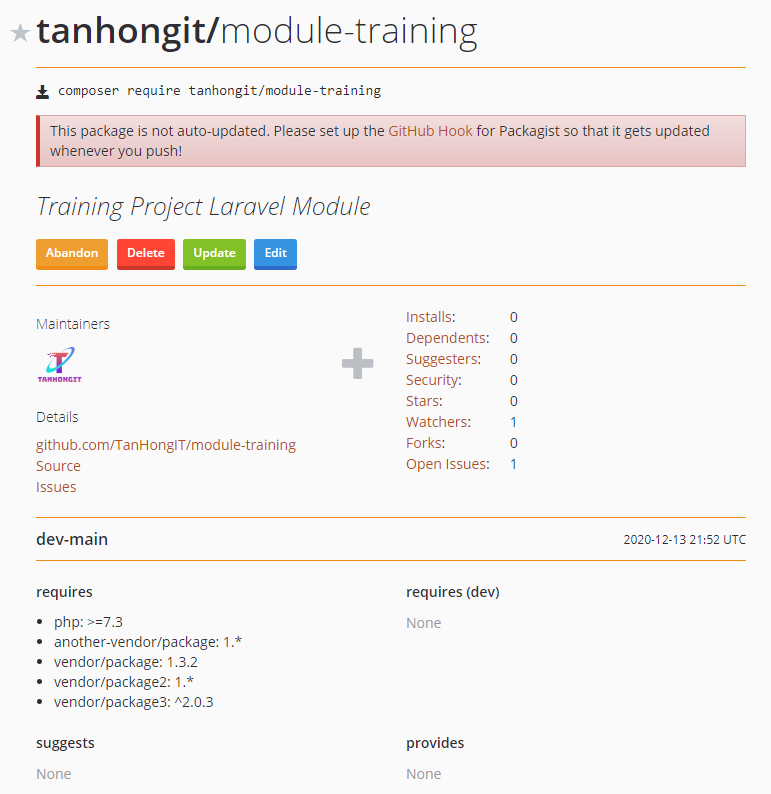 tanhongit/module-training
composer require tanhongit/module-training
This package is not auto-updated. Please set up the GitHub Hook for Packagist so that it gets updated
whenever you push!
Training Project Laravel Module
Abandon Delete Update Edit
Maintainers
T
TANHONGIT
Details
github.com/TanHongIT/module-training
Source
Issues
Installs: 0
Dependents: 0
Suggesters: 0
Security: 0
Stars: 0
Watchers: 1
Forks: 0
Open Issues: 1
dev-main 2020-12-13 21:52 UTC
requires
php: >=7.3
another-vendor/package: 1.*
vendor/package: 1.3.2
vendor/package2: 1.*
vendor/package3: ^2.0.3
requires (dev)
None
suggests
None
provides
None